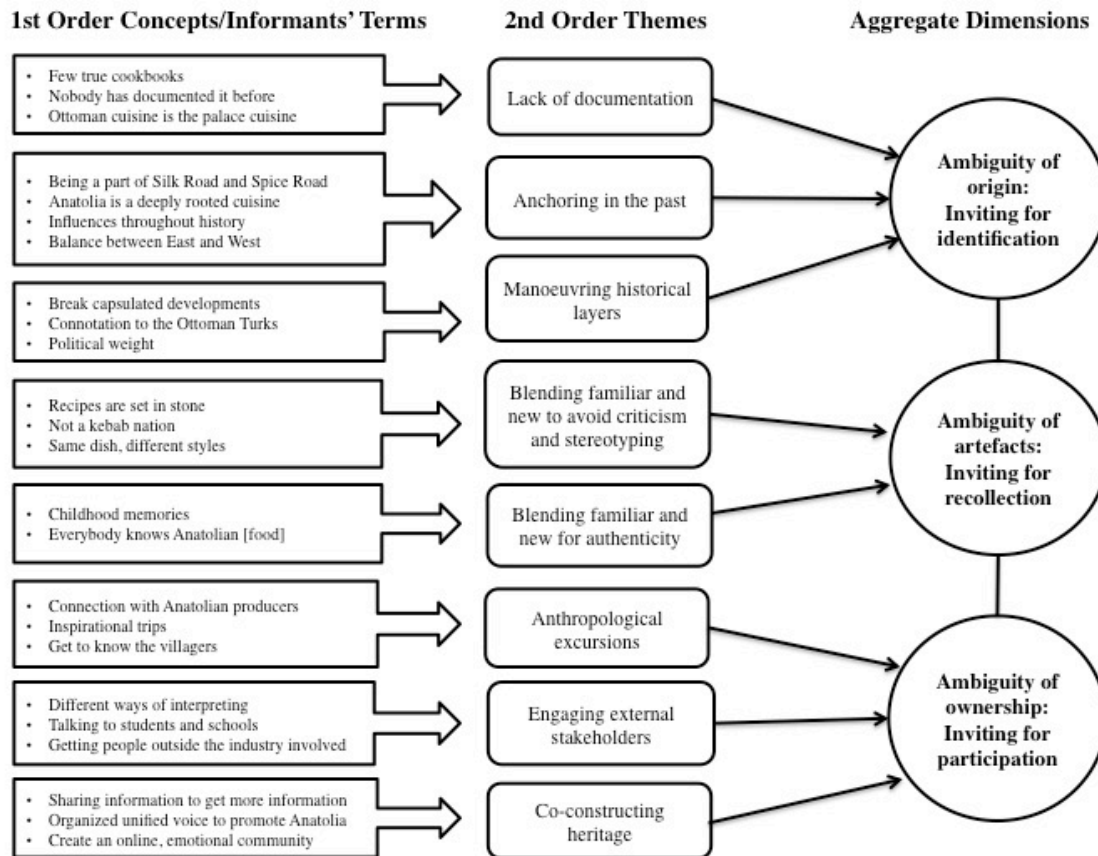 1st Order Concepts/Informants' Terms
2nd Order Themes
Aggregate Dimensions
• Few true cookbooks
• Nobody has documented it before
• Ottoman cuisine is the palace cuisine
Lack of documentation
• Being a part of Silk Road and Spice Road
• Anatolia is a deeply rooted cuisine
• Influences throughout history
• Balance between East and West
Anchoring in the past
• Break capsulated developments
• Connotation to the Ottoman Turks
• Political weight
Manoeuvring historical
layers
Ambiguity of
origin:
Inviting for
identification
• Recipes are set in stone
• Not a kebab nation
• Same dish, different styles
Blending familiar and
new to avoid criticism
and stereotyping
• Childhood memories
• Everybody knows Anatolian [food]
Blending familiar and
new for authenticity
Ambiguity of
artefacts:
Inviting for
recollection
• Connection with Anatolian producers
• Inspirational trips
• Get to know the villagers
Anthropological
excursions
• Different ways of interpreting
• Talking to students and schools
• Getting people outside the industry involved
Engaging external
stakeholders
• Sharing information to get more information
• Organized unified voice to promote Anatolia
• Create an online, emotional community
Co-constructing
heritage
Ambiguity of
ownership:
Inviting for
participation